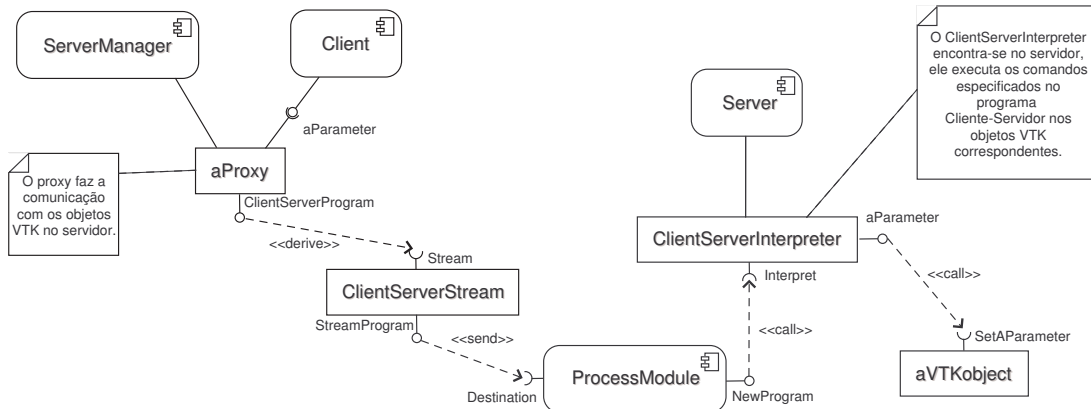 ServerManager
Client
aParameter
aProxy
O proxy faz a
comunicação
com os objetos
VTK no servidor.
ClientServerProgram
<<derive>>
Stream
ClientServerStream
StreamProgram
<<send>>
Destination
ProcessModule
NewProgram
<<call>>
Interpret
Server
ClientServerInterpreter
O ClientServerInterpreter
encontra-se no servidor,
ele executa os comandos
especificados no
programa
Cliente-Servidor nos
objetos VTK
correspondentes.
aParameter
<<call>>
SetAParameter
aVTKobject